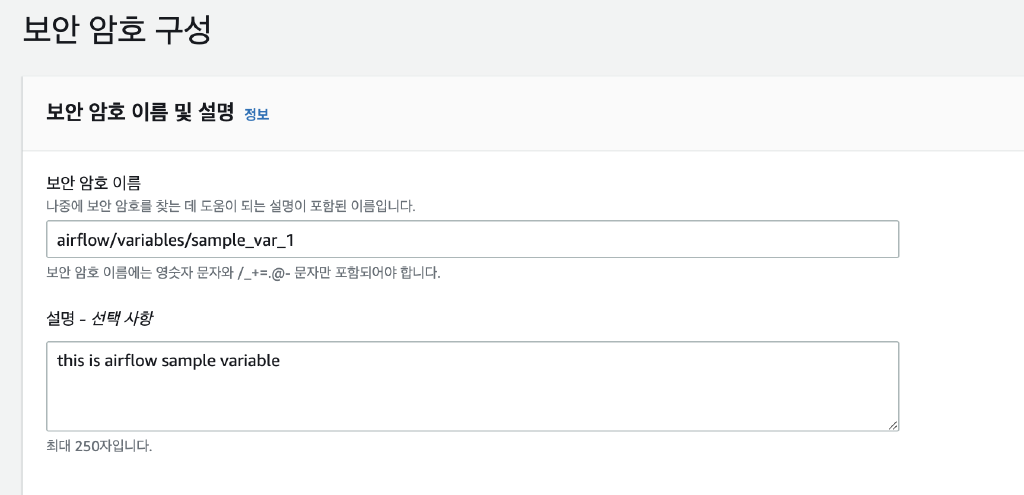 보안 암호 구성
보안 암호 이름 및 설명 정보
보안 암호 이름
나중에 보안 암호를 찾는 데 도움이 되는 설명이 포함된 이름입니다.
airflow/variables/sample_var_1
보안 암호 이름에는 영숫자 문자와 /_+=.@- 문자만 포함되어야 합니다.
설명 - 선택 사항
this is airflow sample variable
최대 250자입니다.